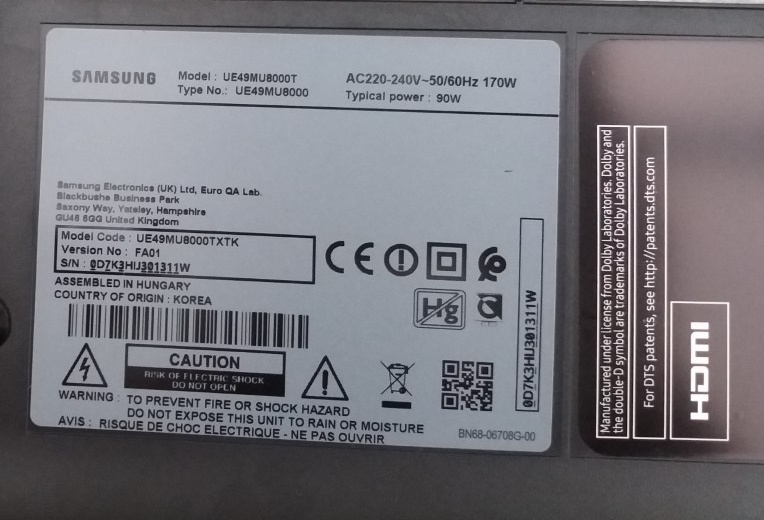 SAMSUNG
Model : UE49MU8000T
Type No.: UE49MU8000
AC220-240V~50/60Hz 170W
Typical power : 90W
Samsung Electronics (UK) Ltd, Euro QA Lab.
Blackbushe Business Park
Saxony Way, Yateley, Hampshire
GU46 6GG United Kingdom
Model Code : UE49MU8000TXTK
Version No : FA01
S/N : 0D7K3HIJ301311W
ASSEMBLED IN HUNGARY
COUNTRY OF ORIGIN : KOREA
CE
Hg
CAUTION
RISK OF ELECTRIC SHOCK
DO NOT OPEN
WARNING : TO PREVENT FIRE OR SHOCK HAZARD
DO NOT EXPOSE THIS UNIT TO RAIN OR MOISTURE
AVIS : RISQUE DE CHOC ELECTRIQUE - NE PAS OUVRIR
BN68-06708G-00
0D7K3HIJ301311W
Manufactured under license from Dolby Laboratories. Dolby and
the double-D symbol are trademarks of Dolby Laboratories.
For DTS patents, see http://patents.dts.com
HDMI